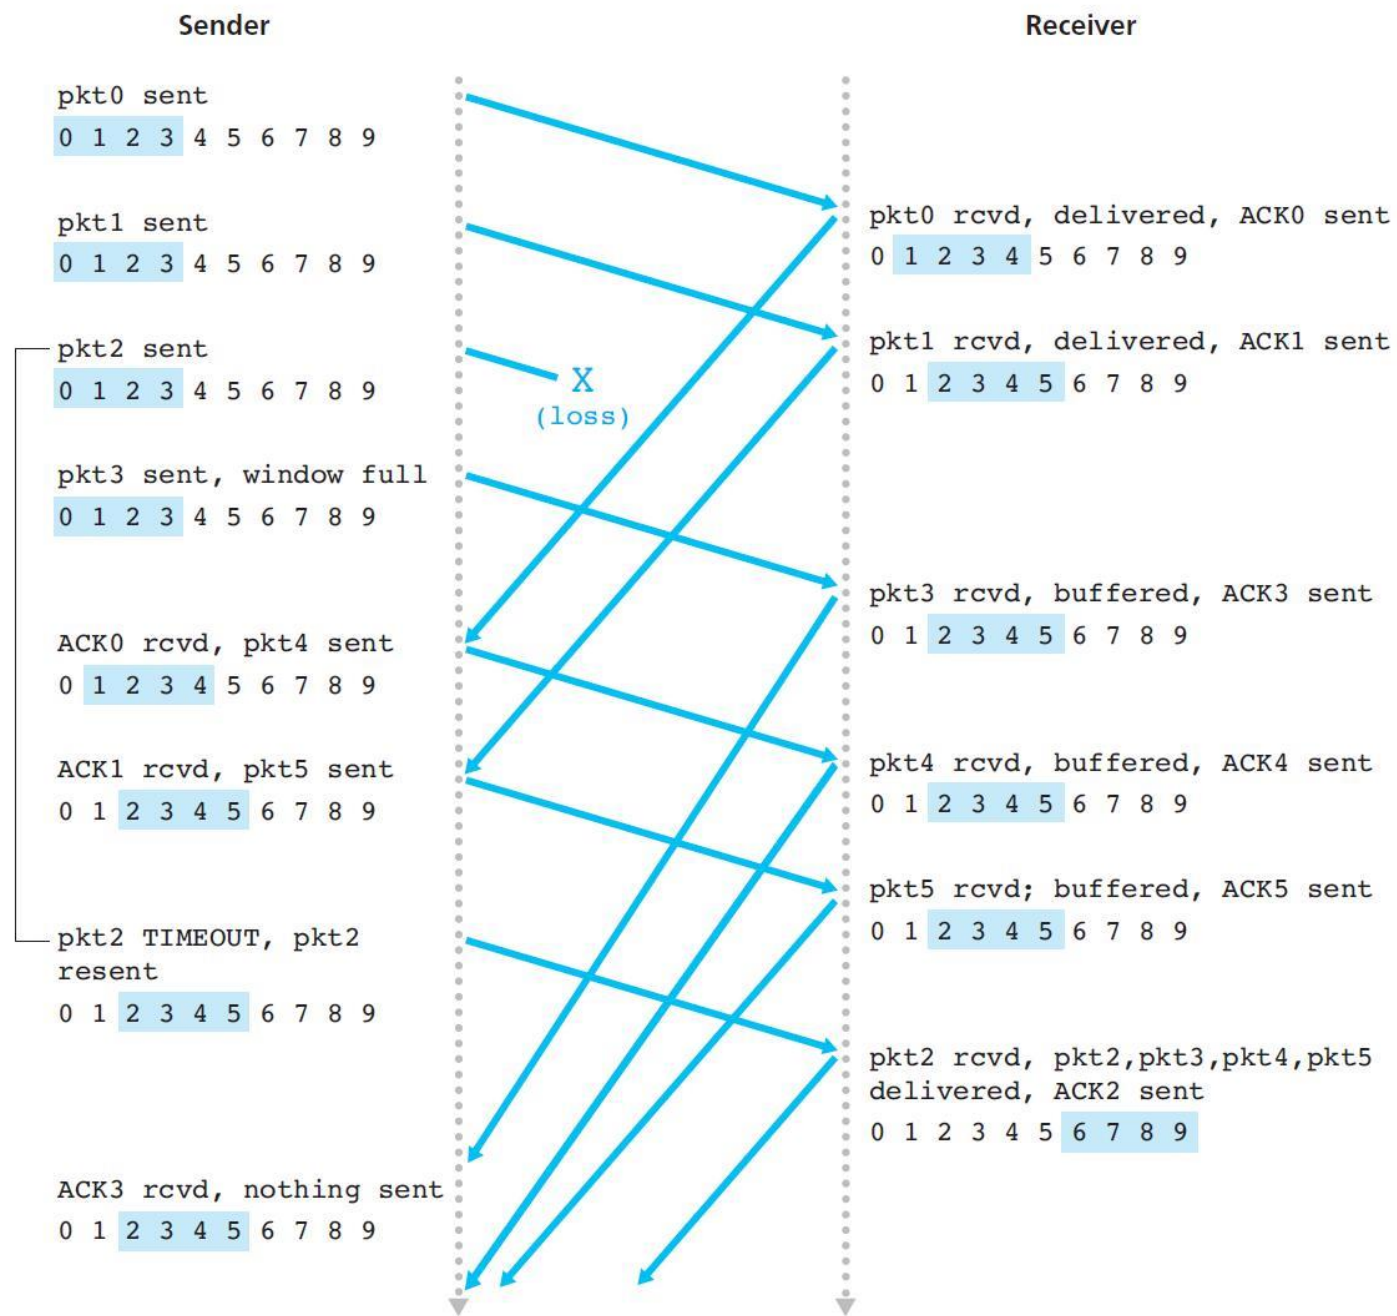 Sender
Receiver
pkt0 sent
0 1 2 3 4 5 6 7 8 9
pkt0 rcvd, delivered, ACK0 sent
0 1 2 3 4 5 6 7 8 9
pkt1 sent
0 1 2 3 4 5 6 7 8 9
pkt1 rcvd, delivered, ACK1 sent
0 1 2 3 4 5 6 7 8 9
pkt2 sent
0 1 2 3 4 5 6 7 8 9
X
(loss)
pkt3 sent, window full
0 1 2 3 4 5 6 7 8 9
pkt3 rcvd, buffered, ACK3 sent
0 1 2 3 4 5 6 7 8 9
ACK0 rcvd, pkt4 sent
0 1 2 3 4 5 6 7 8 9
pkt4 rcvd, buffered, ACK4 sent
0 1 2 3 4 5 6 7 8 9
ACK1 rcvd, pkt5 sent
0 1 2 3 4 5 6 7 8 9
pkt5 rcvd; buffered, ACK5 sent
0 1 2 3 4 5 6 7 8 9
pkt2 TIMEOUT, pkt2
resent
0 1 2 3 4 5 6 7 8 9
pkt2 rcvd, pkt2,pkt3,pkt4,pkt5
delivered, ACK2 sent
0 1 2 3 4 5 6 7 8 9
ACK3 rcvd, nothing sent
0 1 2 3 4 5 6 7 8 9